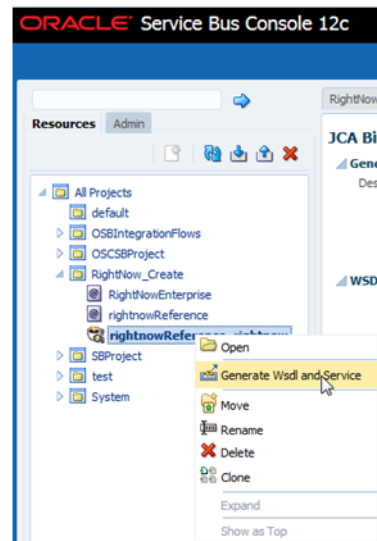 ORACLE Service Bus Console 12c
RightNow
Resources Admin
JCA Bi
Gene
Des
All Projects
default
OSBIntegrationFlows
OSCSBProject
RightNow_Create
RightNowEnterprise
WSD
rightnowReference
rightnowReference_rightnow
SBProject
test
System
Open
Generate Wsdl and Service
Move
Rename
Delete
Clone
Expand
Show as Top